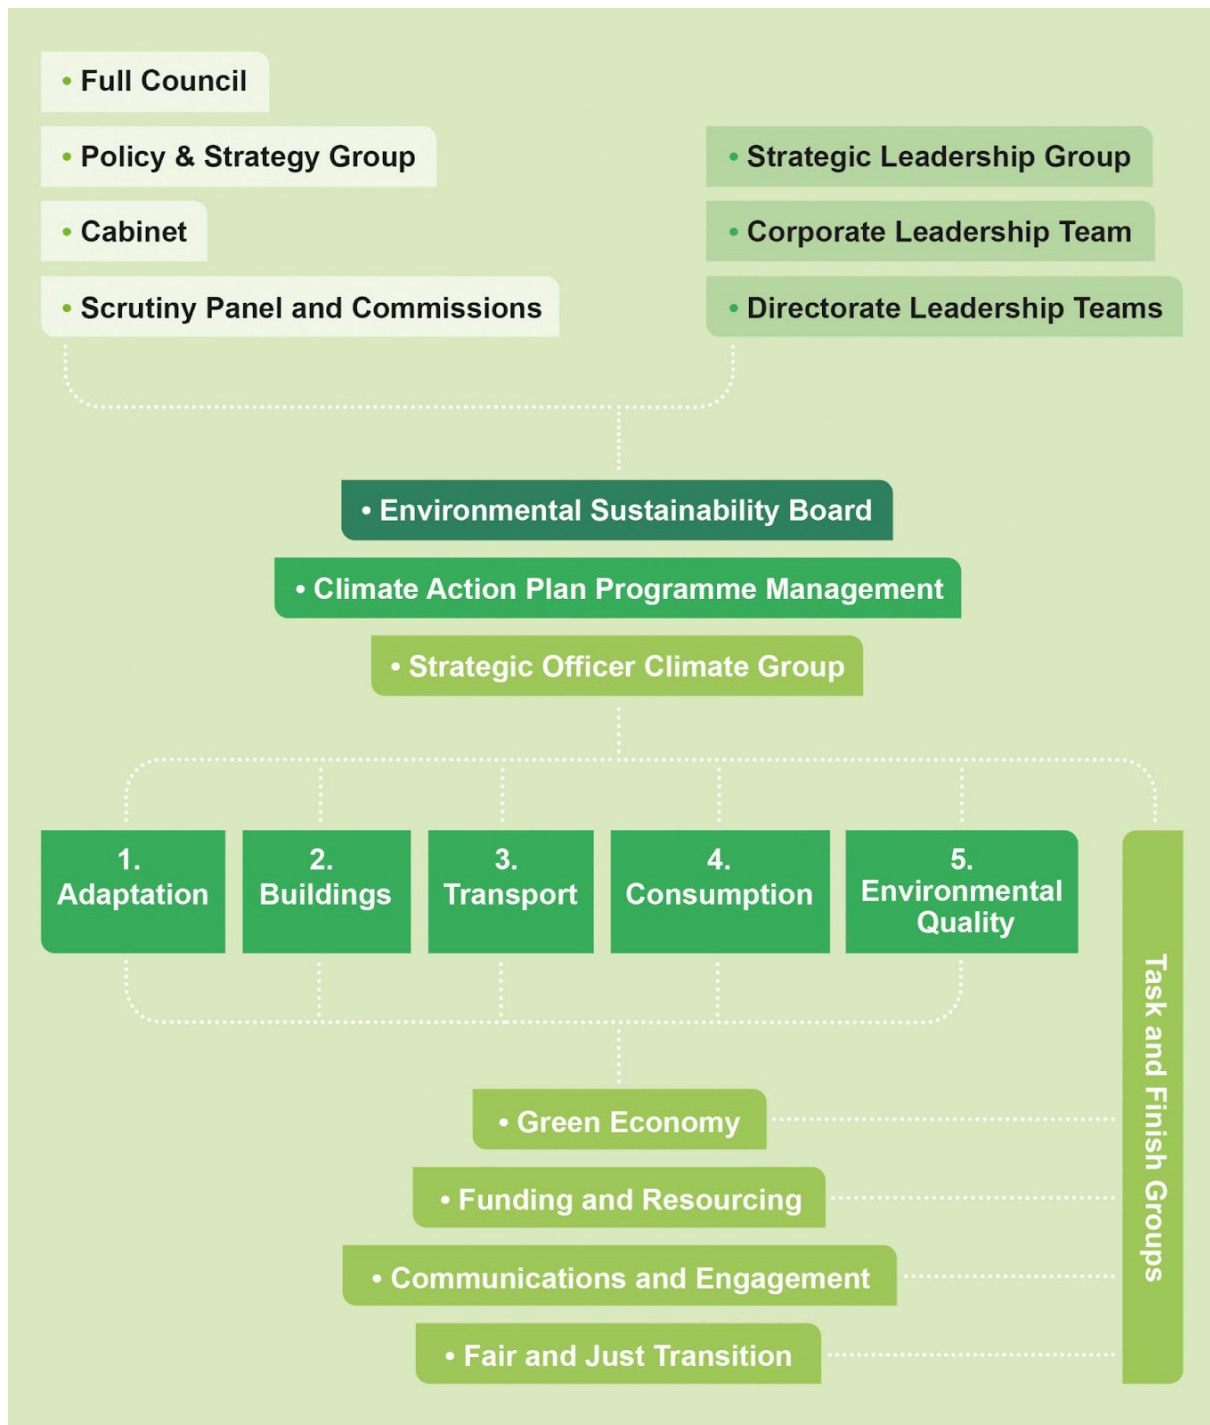 • Full Council
• Policy & Strategy Group
• Cabinet
• Scrutiny Panel and Commissions
• Strategic Leadership Group
• Corporate Leadership Team
• Directorate Leadership Teams
• Environmental Sustainability Board
• Climate Action Plan Programme Management
• Strategic Officer Climate Group
1.
Adaptation
2.
Buildings
3.
Transport
4.
Consumption
5.
Environmental
Quality
Task and Finish Groups
• Green Economy
• Funding and Resourcing
• Communications and Engagement
• Fair and Just Transition